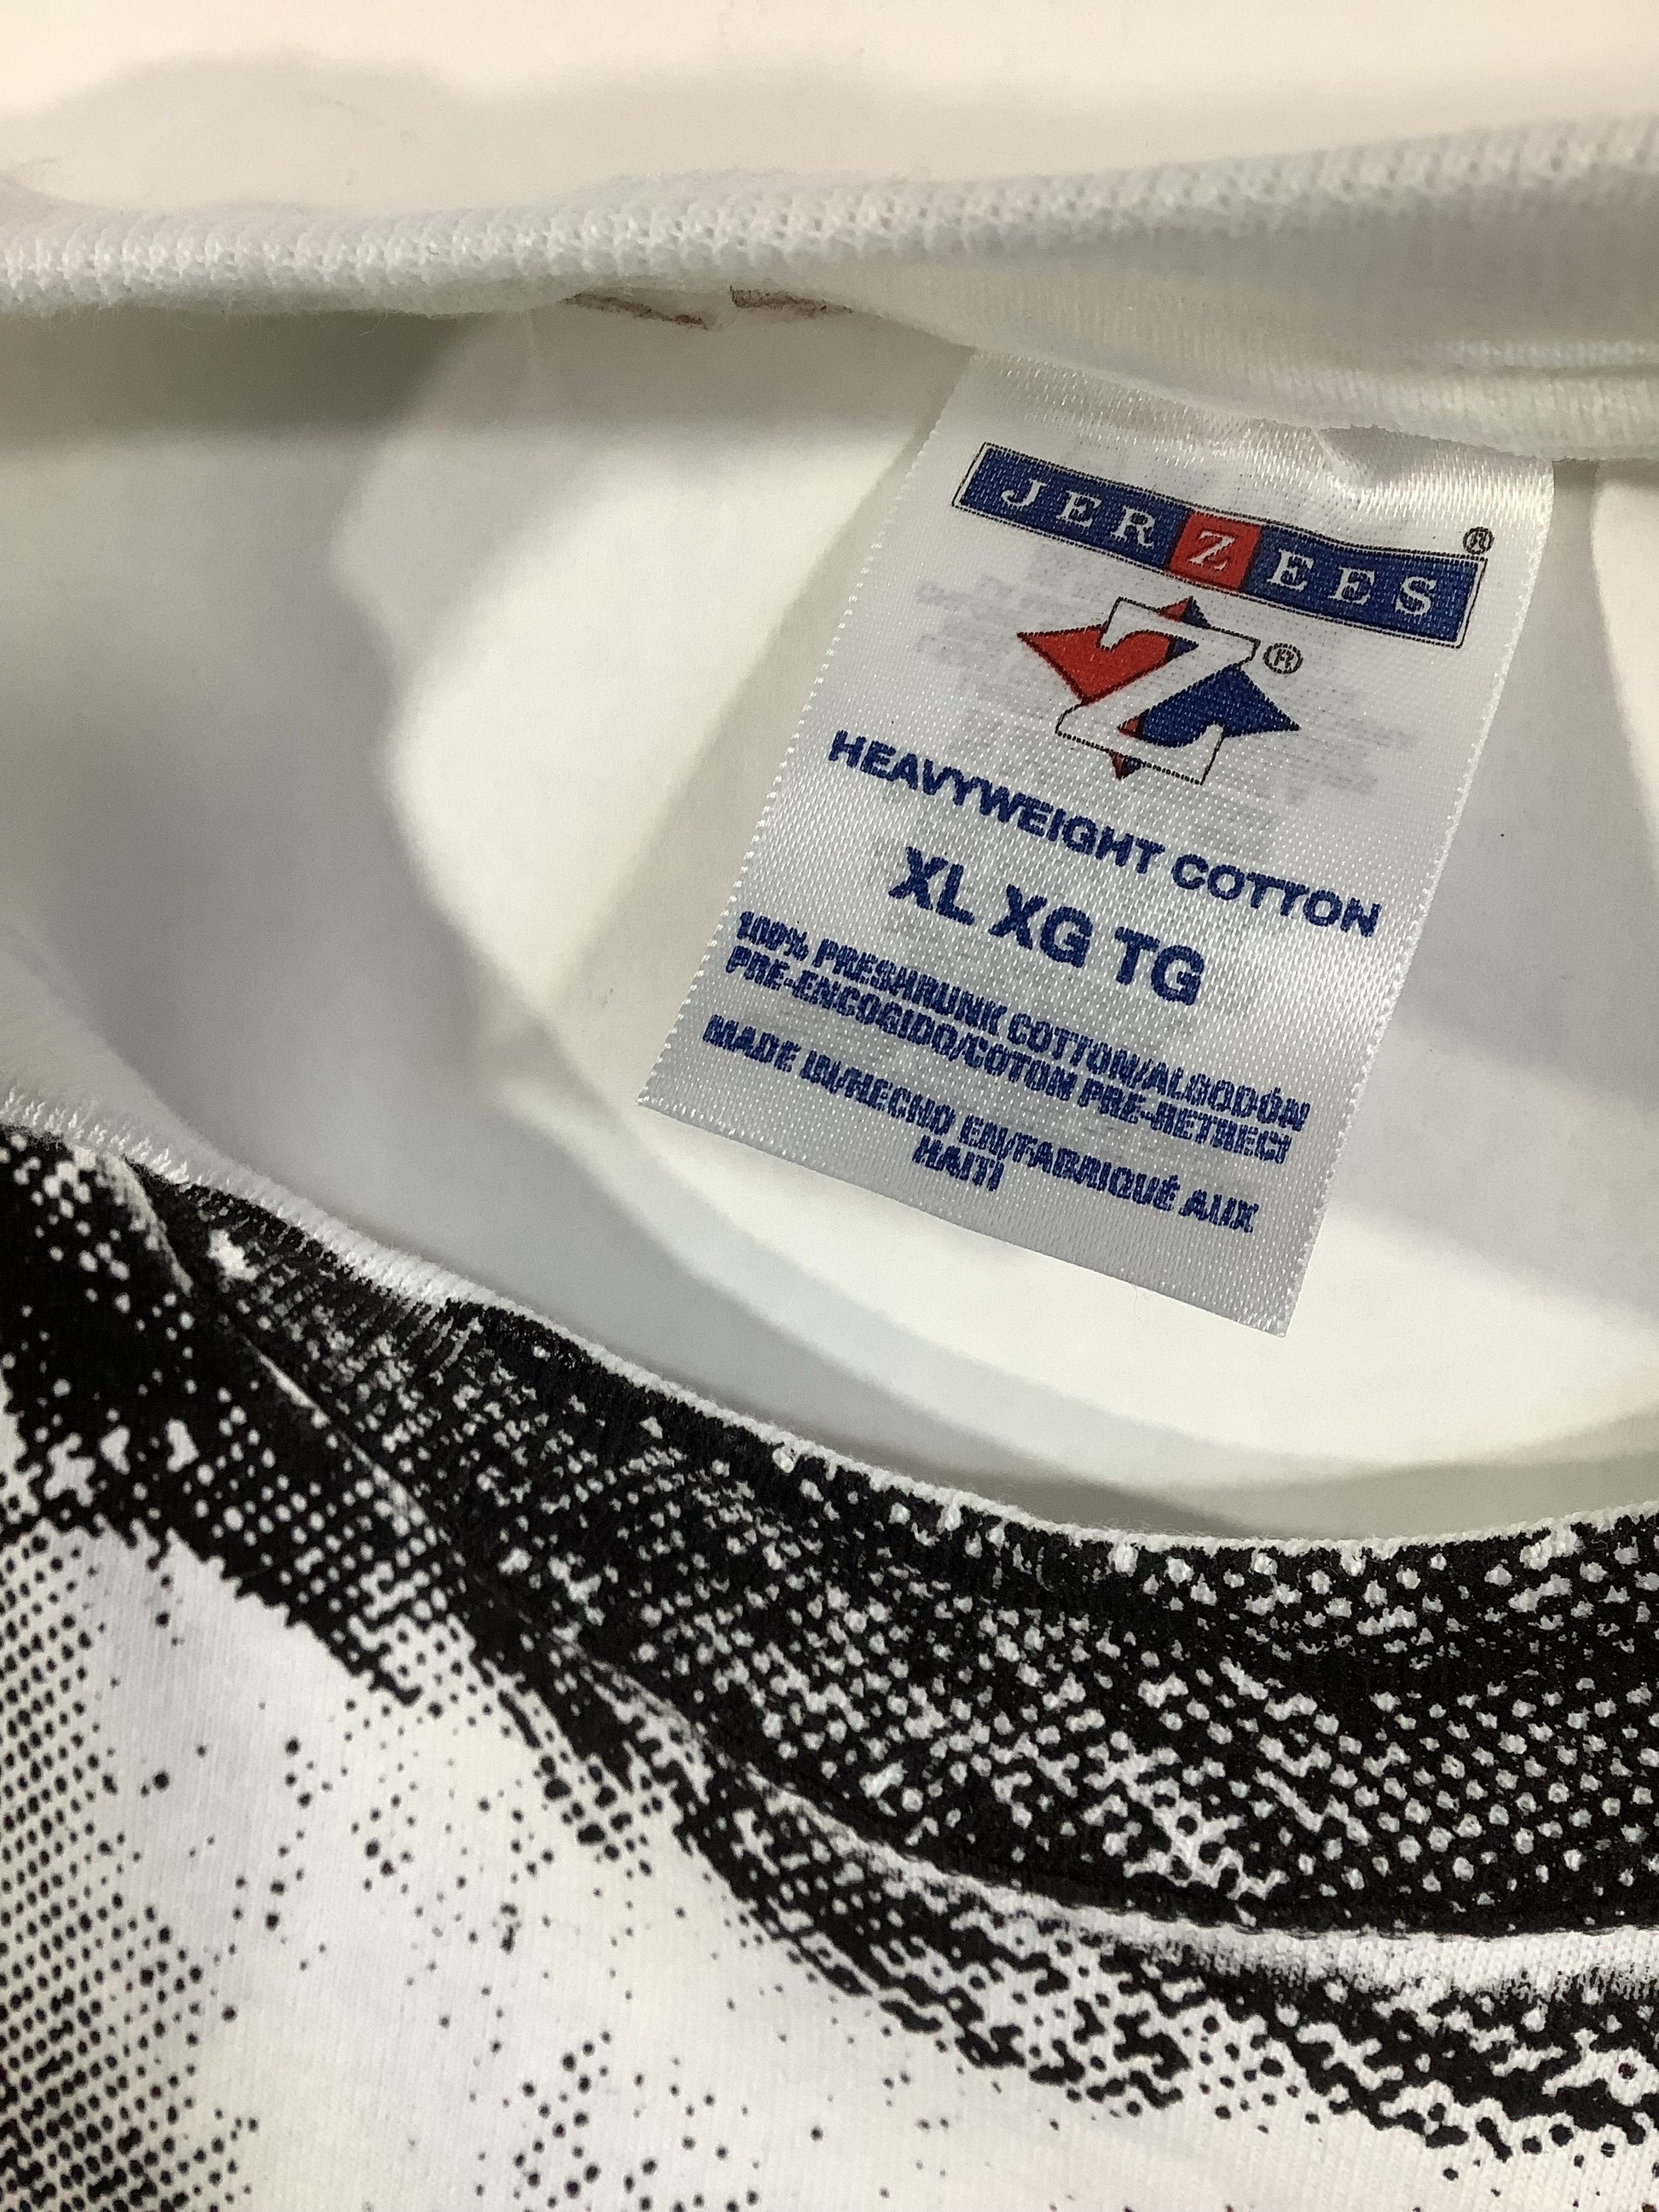 JERZEES®
Z®
HEAVYWEIGHT COTTON
XL XG TG
100% PRESHRUNK COTTON/ALGODÓN
PRE-ENCOGIDO/COTON PRÉ-RETRECI
MADE IN/HECHO EN/FABRIQUÉ AUX
HAITI